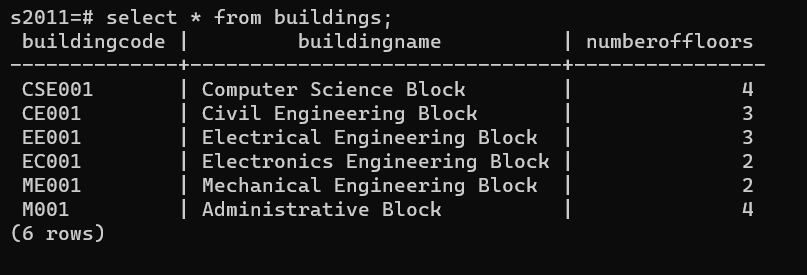 s2011=# select * from buildings;
 buildingcode |         buildingname          | numberoffloors
--------------+-------------------------------+----------------
 CSE001       | Computer Science Block        |              4
 CE001        | Civil Engineering Block       |              3
 EE001        | Electrical Engineering Block  |              3
 EC001        | Electronics Engineering Block |              2
 ME001        | Mechanical Engineering Block  |              2
 M001         | Administrative Block          |              4
(6 rows)